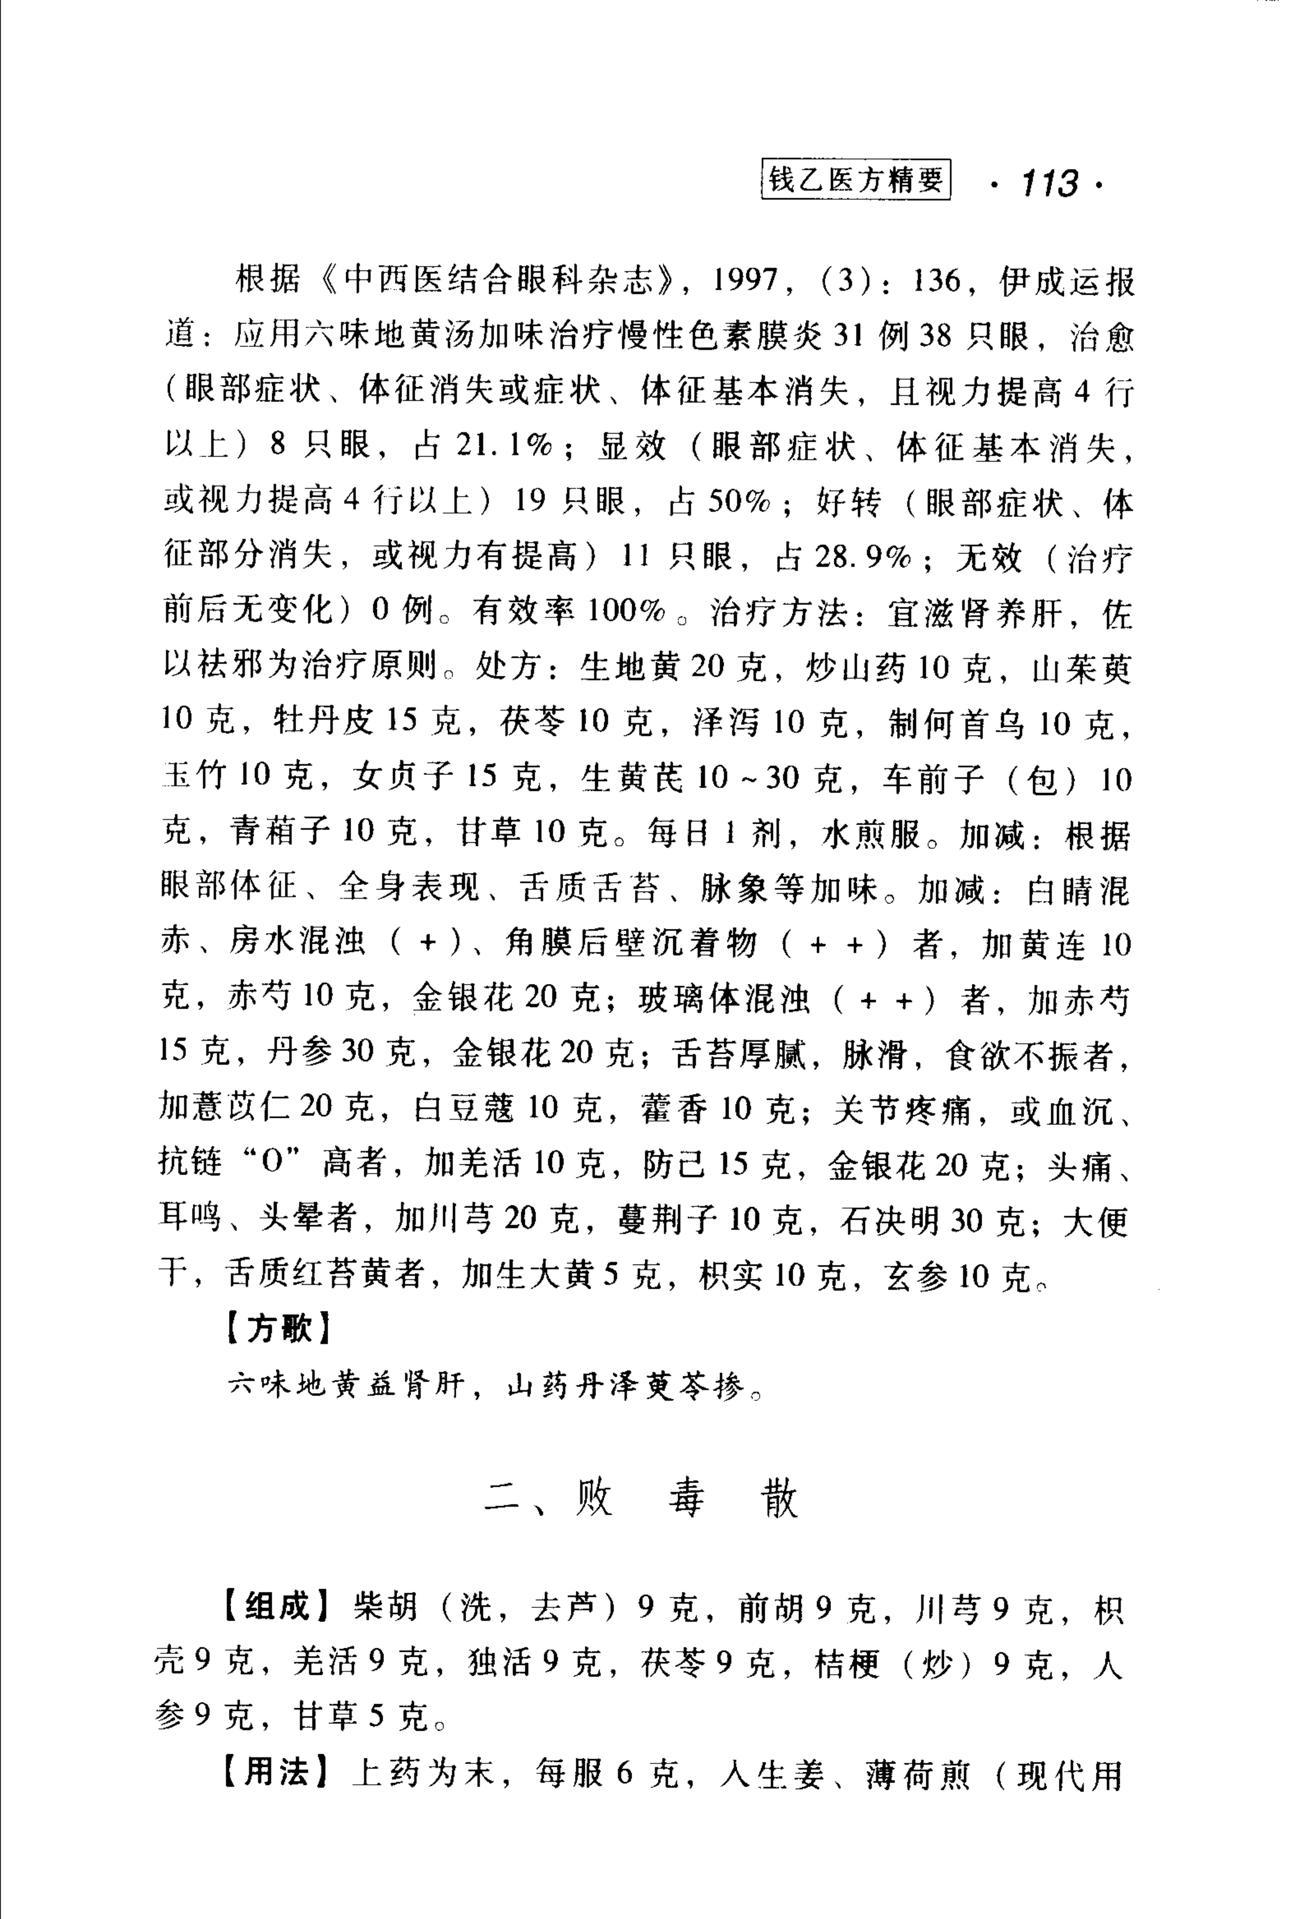 钱乙医方精要 · 113 ·
根据《中西医结合眼科杂志》，1997，（3）：136，伊成运报
道：应用六味地黄汤加味治疗慢性色素膜炎31例38只眼，治愈
（眼部症状、体征消失或症状、体征基本消失，且视力提高4行
以上）8只眼，占21.1%；显效（眼部症状、体征基本消失，
或视力提高4行以上）19只眼，占50%；好转（眼部症状、体
征部分消失，或视力有提高）11只眼，占28.9%；无效（治疗
前后无变化）0例。有效率100%。治疗方法：宜滋肾养肝，佐
以祛邪为治疗原则。处方：生地黄20克，炒山药10克，山茱萸
10克，牡丹皮15克，茯苓10克，泽泻10克，制何首乌10克，
玉竹10克，女贞子15克，生黄芪10~30克，车前子（包）10
克，青葙子10克，甘草10克。每日1剂，水煎服。加减：根据
眼部体征、全身表现、舌质舌苔、脉象等加味。加减：白睛混
赤、房水混浊（+）、角膜后壁沉着物（++）者，加黄连10
克，赤芍10克，金银花20克；玻璃体混浊（++）者，加赤芍
15克，丹参30克，金银花20克；舌苔厚腻，脉滑，食欲不振者，
加薏苡仁20克，白豆蔻10克，藿香10克；关节疼痛，或血沉、
抗链“O”高者，加羌活10克，防己15克，金银花20克；头痛、
耳鸣、头晕者，加川芎20克，蔓荆子10克，石决明30克；大便
干，舌质红苔黄者，加生大黄5克，枳实10克，玄参10克。
【方歌】
六味地黄益肾肝，山药丹泽萸苓掺。
二、败 毒 散
【组成】柴胡（洗，去芦）9克，前胡9克，川芎9克，枳
壳9克，羌活9克，独活9克，茯苓9克，桔梗（炒）9克，人
参9克，甘草5克。
【用法】上药为末，每服6克，入生姜、薄荷煎（现代用